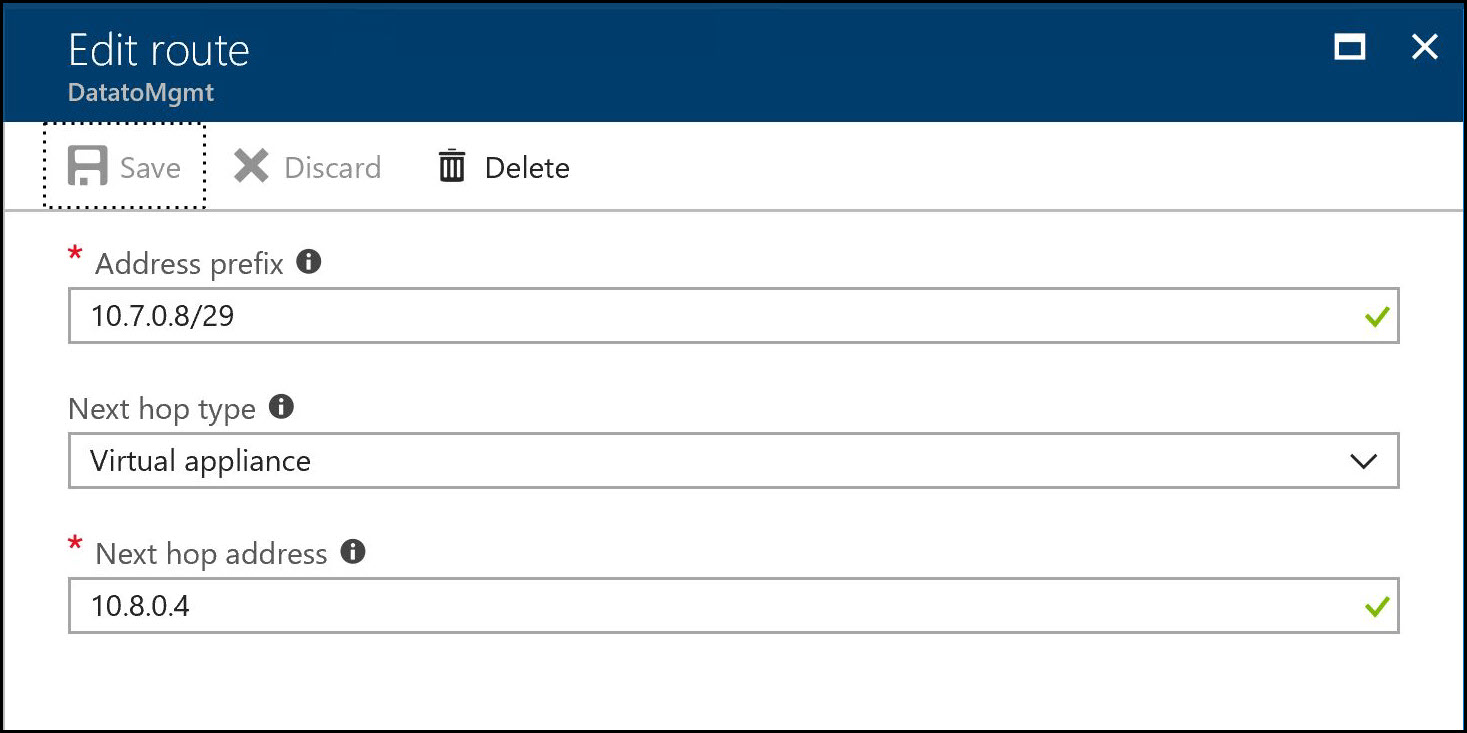 Edit route
DatatoMgmt
Save Discard Delete
* Address prefix
10.7.0.8/29
Next hop type
Virtual appliance
* Next hop address
10.8.0.4